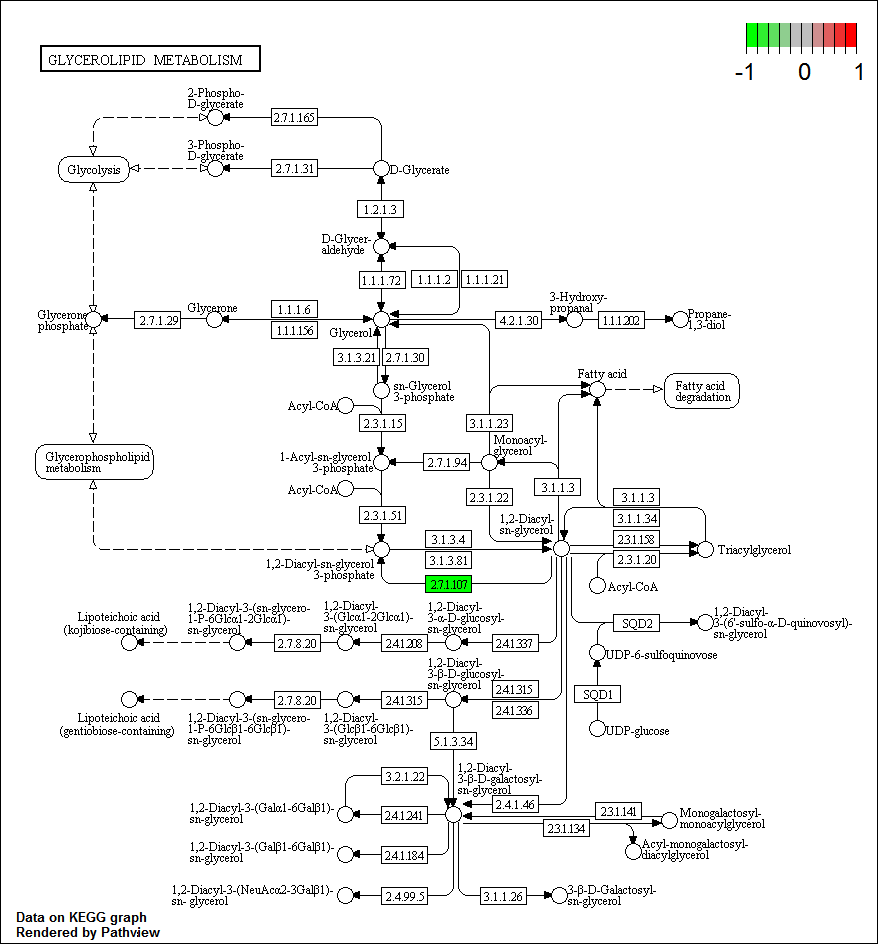 -1 0 1
GLYCEROLIPID METABOLISM
2-Phospho-
D-glycerate
2.7.1.165
3-Phospho-
D-glycerate
Glycolysis
2.7.1.31
D-Glycerate
1.2.1.3
D-Glycer-
aldehyde
1.1.1.72
1.1.1.2
1.1.1.21
Glycerone
phosphate
2.7.1.29
Glycerone
1.1.1.6
1.1.1.156
Glycerol
4.2.1.30
3-Hydroxy-
propanal
1.1.1.202
Propane-
1,3-diol
3.1.3.21
2.7.1.30
sn-Glycerol
3-phosphate
Fatty acid
Fatty acid
degradation
Acyl-CoA
2.3.1.15
3.1.1.23
Monoacyl-
glycerol
1-Acyl-sn-glycerol
3-phosphate
2.7.1.94
Glycerophospholipid
metabolism
Acyl-CoA
2.3.1.22
3.1.1.3
3.1.1.3
3.1.1.34
2.3.1.51
1,2-Diacyl-
sn-glycerol
3.1.3.4
3.1.3.81
2.3.1.158
2.3.1.20
Triacylglycerol
1,2-Diacyl-sn-glycerol
3-phosphate
2.7.1.107
Acyl-CoA
Lipoteichoic acid
(kojibiose-containing)
1,2-Diacyl-3-(sn-glycero-
1-P-6Glcα1-2Glcα1)-
sn-glycerol
2.7.8.20
1,2-Diacyl-
3-(Glcα1-2Glcα1)-
sn-glycerol
2.4.1.208
1,2-Diacyl-
3-α-D-glucosyl-
sn-glycerol
2.4.1.337
SQD2
1,2-Diacyl-
3-(6'-sulfo-α-D-quinovosyl)-
sn-glycerol
UDP-6-sulfoquinovose
1,2-Diacyl-
3-β-D-glucosyl-
sn-glycerol
2.4.1.315
2.4.1.336
SQD1
2.7.8.20
2.4.1.315
Lipoteichoic acid
(gentiobiose-containing)
1,2-Diacyl-3-(sn-glycero-
1-P-6Glcβ1-6Glcβ1)-
sn-glycerol
1,2-Diacyl-
3-(Glcβ1-6Glcβ1)-
sn-glycerol
UDP-glucose
5.1.3.34
1,2-Diacyl-
3-β-D-galactosyl-
sn-glycerol
3.2.1.22
2.4.1.46
1,2-Diacyl-3-(Galα1-6Galβ1)-
sn-glycerol
2.4.1.241
2.3.1.141
2.3.1.134
Monogalactosyl-
monoacylglycerol
1,2-Diacyl-3-(Galβ1-6Galβ1)-
sn-glycerol
2.4.1.184
Acyl-monogalactosyl-
diacylglycerol
1,2-Diacyl-3-(NeuAcα2-3Galβ1)-
sn- glycerol
2.4.99.5
3.1.1.26
3-β-D-Galactosyl-
sn-glycerol
Data on KEGG graph
Rendered by Pathview